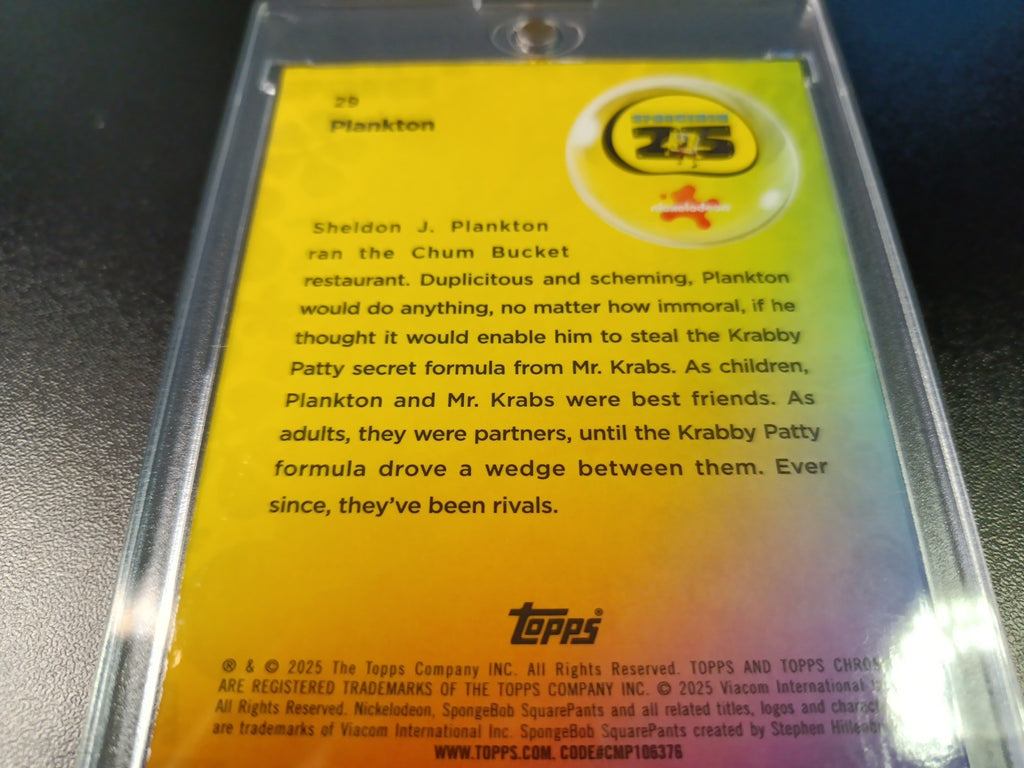 29
Plankton
SPONGEBOB
25
nickelodeon
Sheldon J. Plankton
ran the Chum Bucket
restaurant. Duplicitous and scheming, Plankton
would do anything, no matter how immoral, if he
thought it would enable him to steal the Krabby
Patty secret formula from Mr. Krabs. As children,
Plankton and Mr. Krabs were best friends. As
adults, they were partners, until the Krabby Patty
formula drove a wedge between them. Ever
since, they've been rivals.
topps®
® & © 2025 The Topps Company INC. All Rights Reserved. TOPPS AND TOPPS
ARE REGISTERED TRADEMARKS OF THE TOPPS COMPANY INC. © 2025 Viacom International
All Rights Reserved. Nickelodeon, SpongeBob SquarePants and all related titles, logos and
are trademarks of Viacom International Inc. SpongeBob SquarePants created by Stephen
WWW.TOPPS.COM. CODE#CMP106376